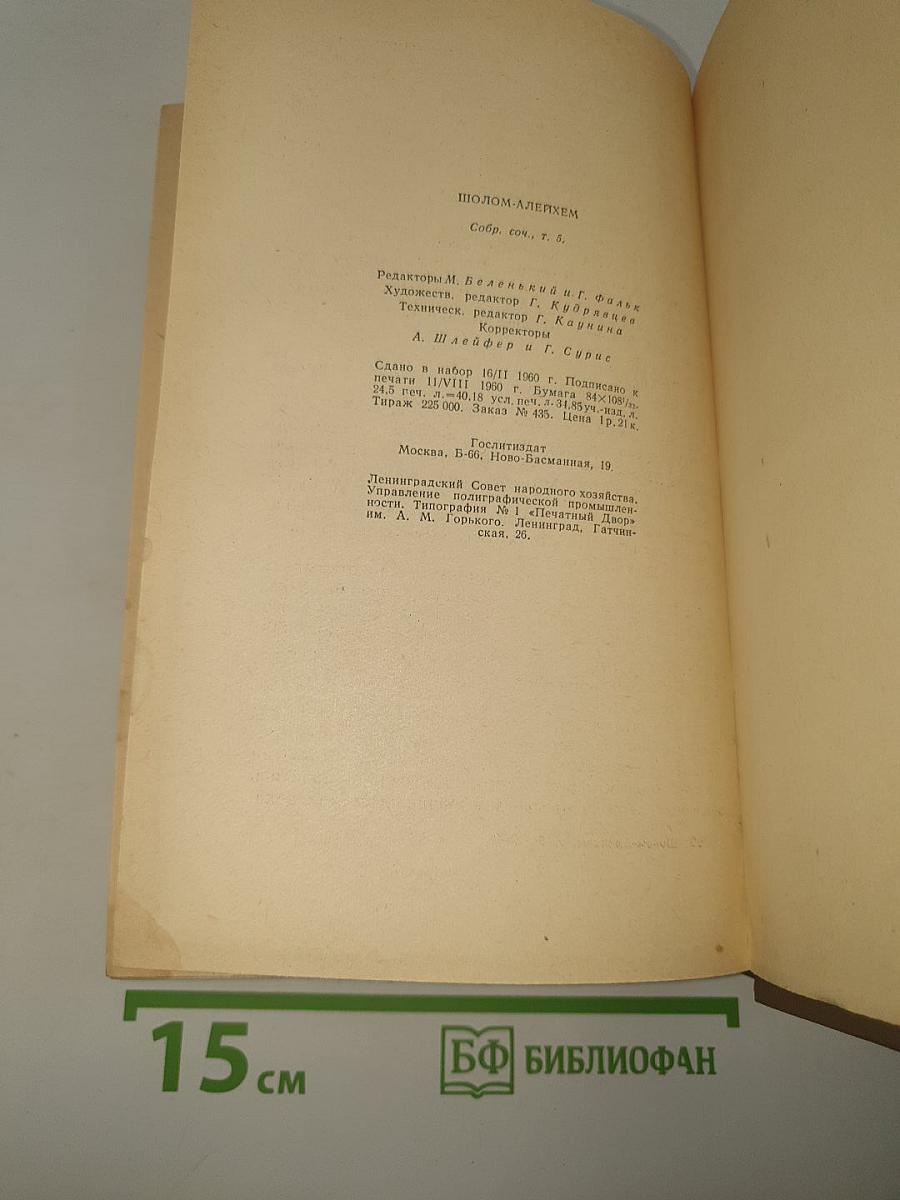 ШОЛОМ-АЛЕЙХЕМ
Собр. соч., т. 5.
Редакторы М. Беленький и Г. Фальк
Художеств. редактор Г. Кудрявцев
Техническ. редактор Г. Каунина
Корректоры
А. Шлейфер и Г. Сурис
Сдано в набор 16/II 1960 г. Подписано к
печати 11/VIII 1960 г. Бумага 84×108¹/₃₂.
24,5 печ. л.=40,18 усл. печ. л. 34,85 уч.-изд. л.
Тираж 225 000. Заказ № 435. Цена 1 р. 21 к.
Гослитиздат
Москва, Б-66, Ново-Басманная, 19.
Ленинградский Совет народного хозяйства.
Управление полиграфической промышлен-
ности. Типография № 1 «Печатный Двор»
им. А. М. Горького. Ленинград, Гатчин-
ская, 26.
15 см
БФ БИБЛИОФАН